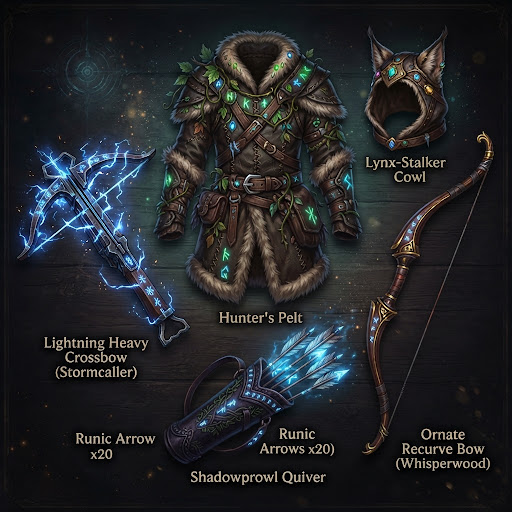 Lynx-Stalker
Cowl
Hunter's Pelt
Lightning Heavy
Crossbow
(Stormcaller)
Runic Arrow
x20
Runic
Arrows x20)
Shadowprowl Quiver
Ornate
Recurve Bow
(Whisperwood)